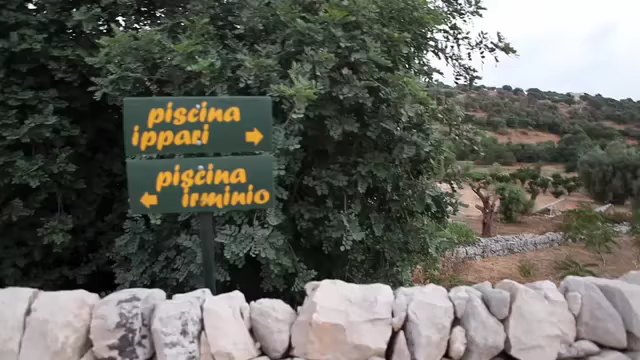 piscina
ippari →
piscina
← irminio